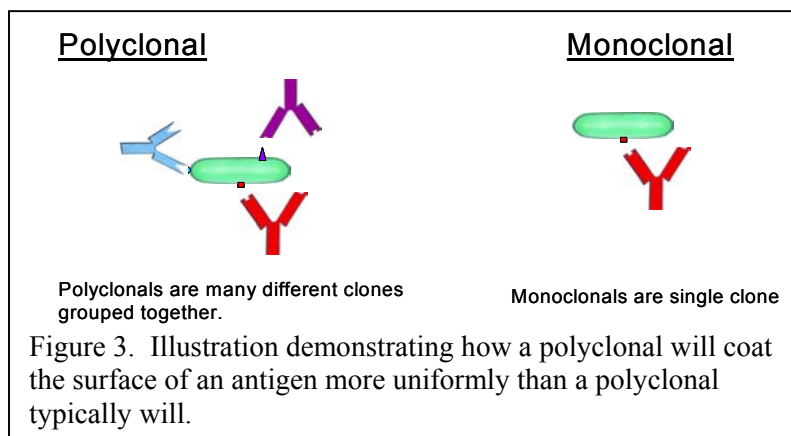 Polyclonal
Monoclonal
Polyclonals are many different clones
grouped together.
Monoclonals are single clone
Figure 3. Illustration demonstrating how a polyclonal will coat
the surface of an antigen more uniformly than a polyclonal
typically will.